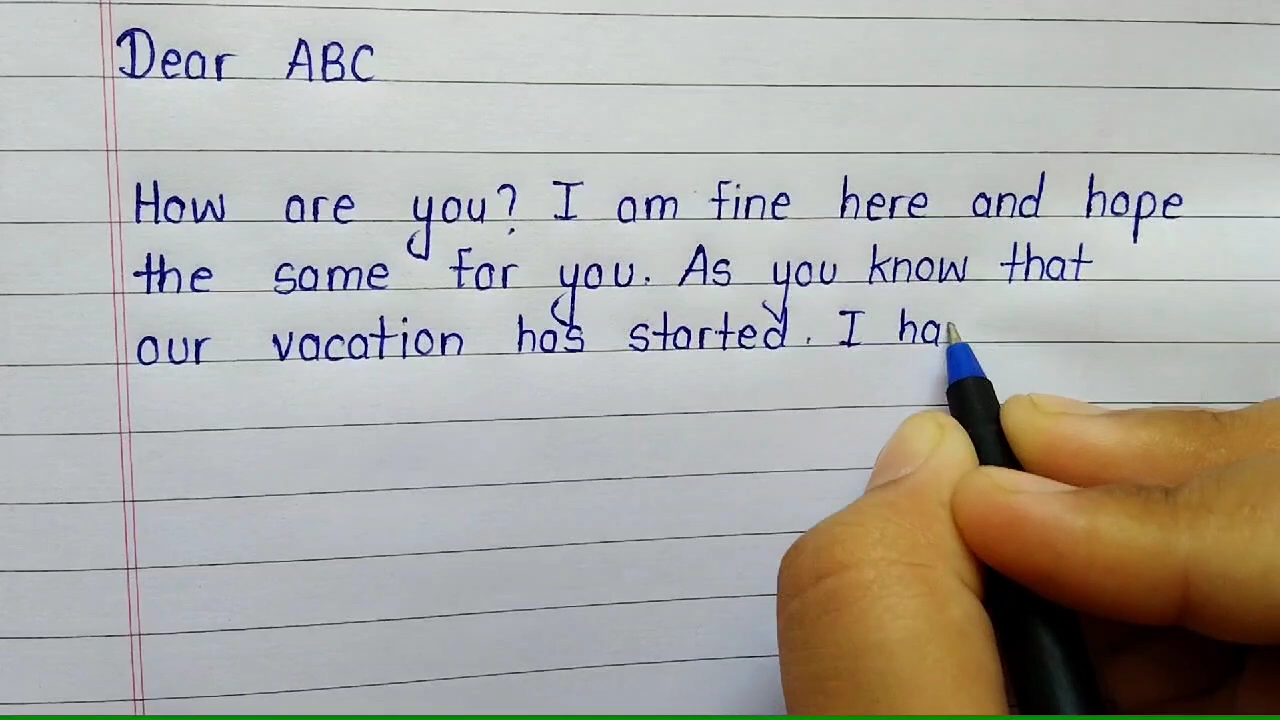 Dear ABC
How are you? I am fine here and hope
the same for you. As you know that
our vacation has started. I ha